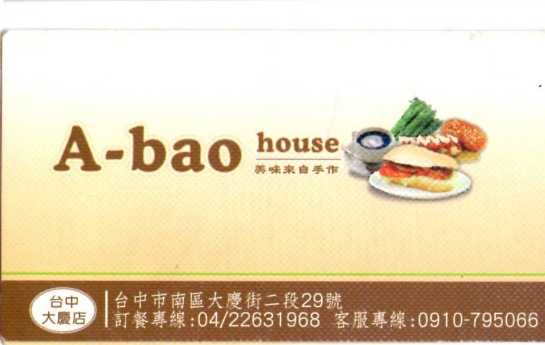 A-bao house
美味來自手作
台中
大慶店
台中市南區大慶街二段29號
訂餐專線:04/22631968 客服專線:0910-795066